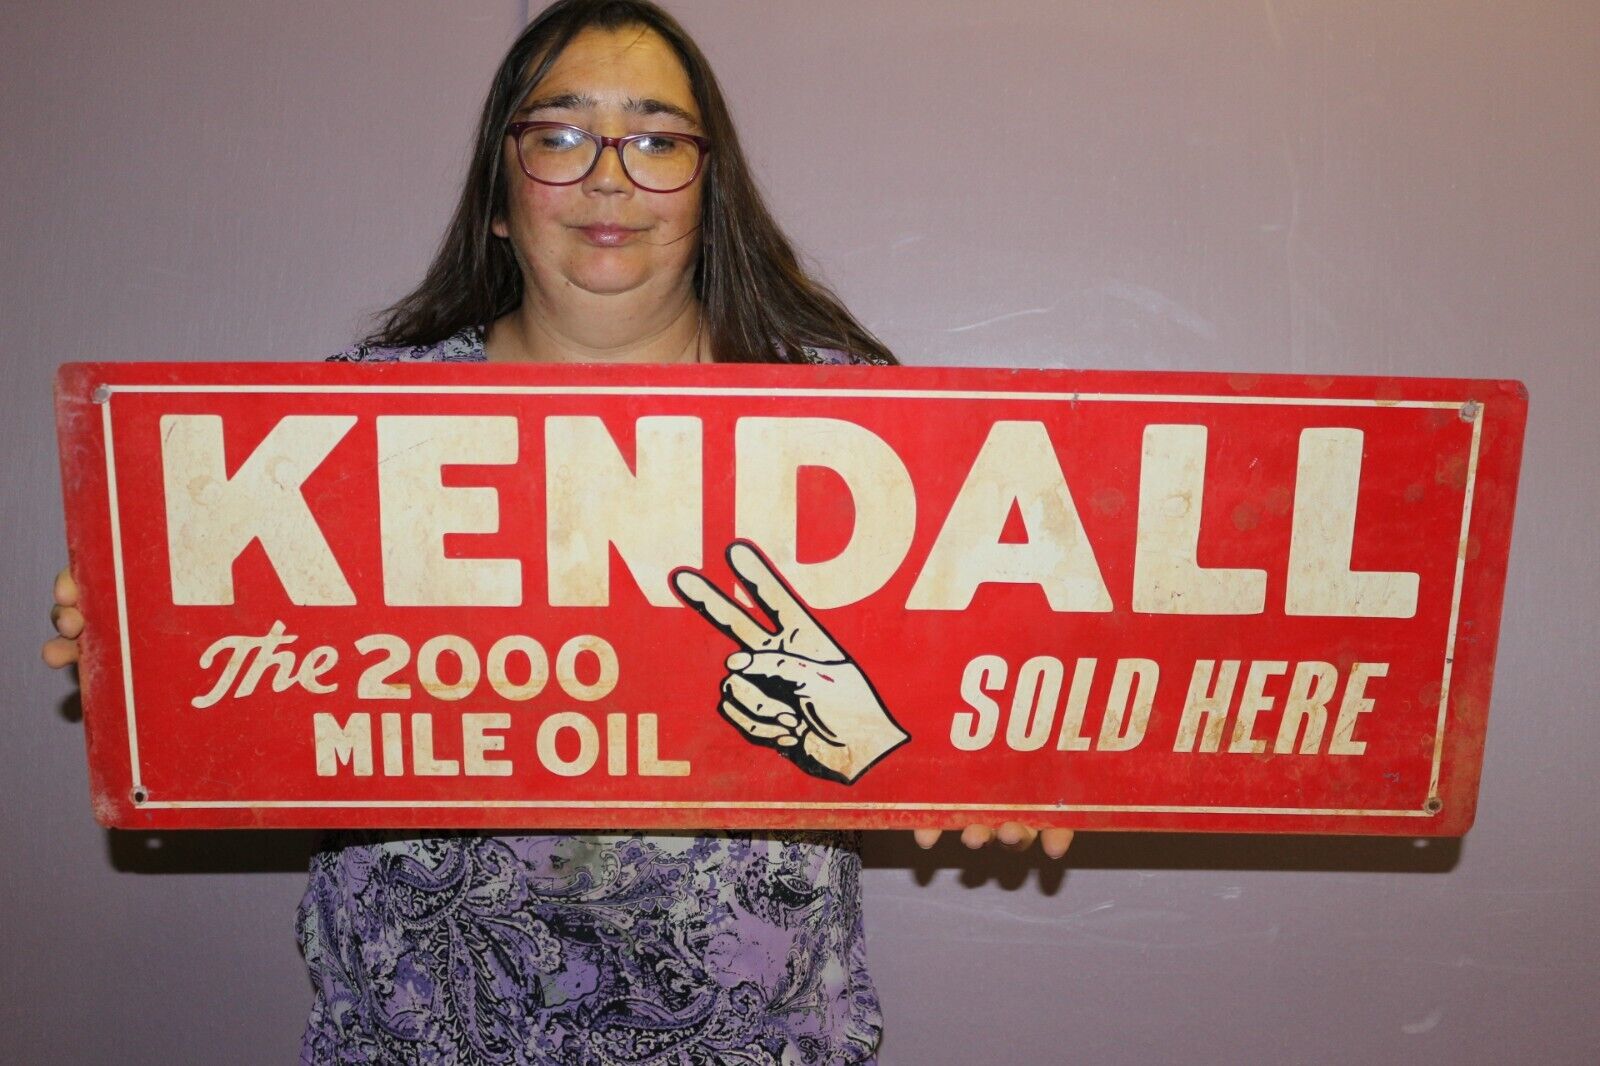 KENDALL
The 2000
MILE OIL
SOLD HERE